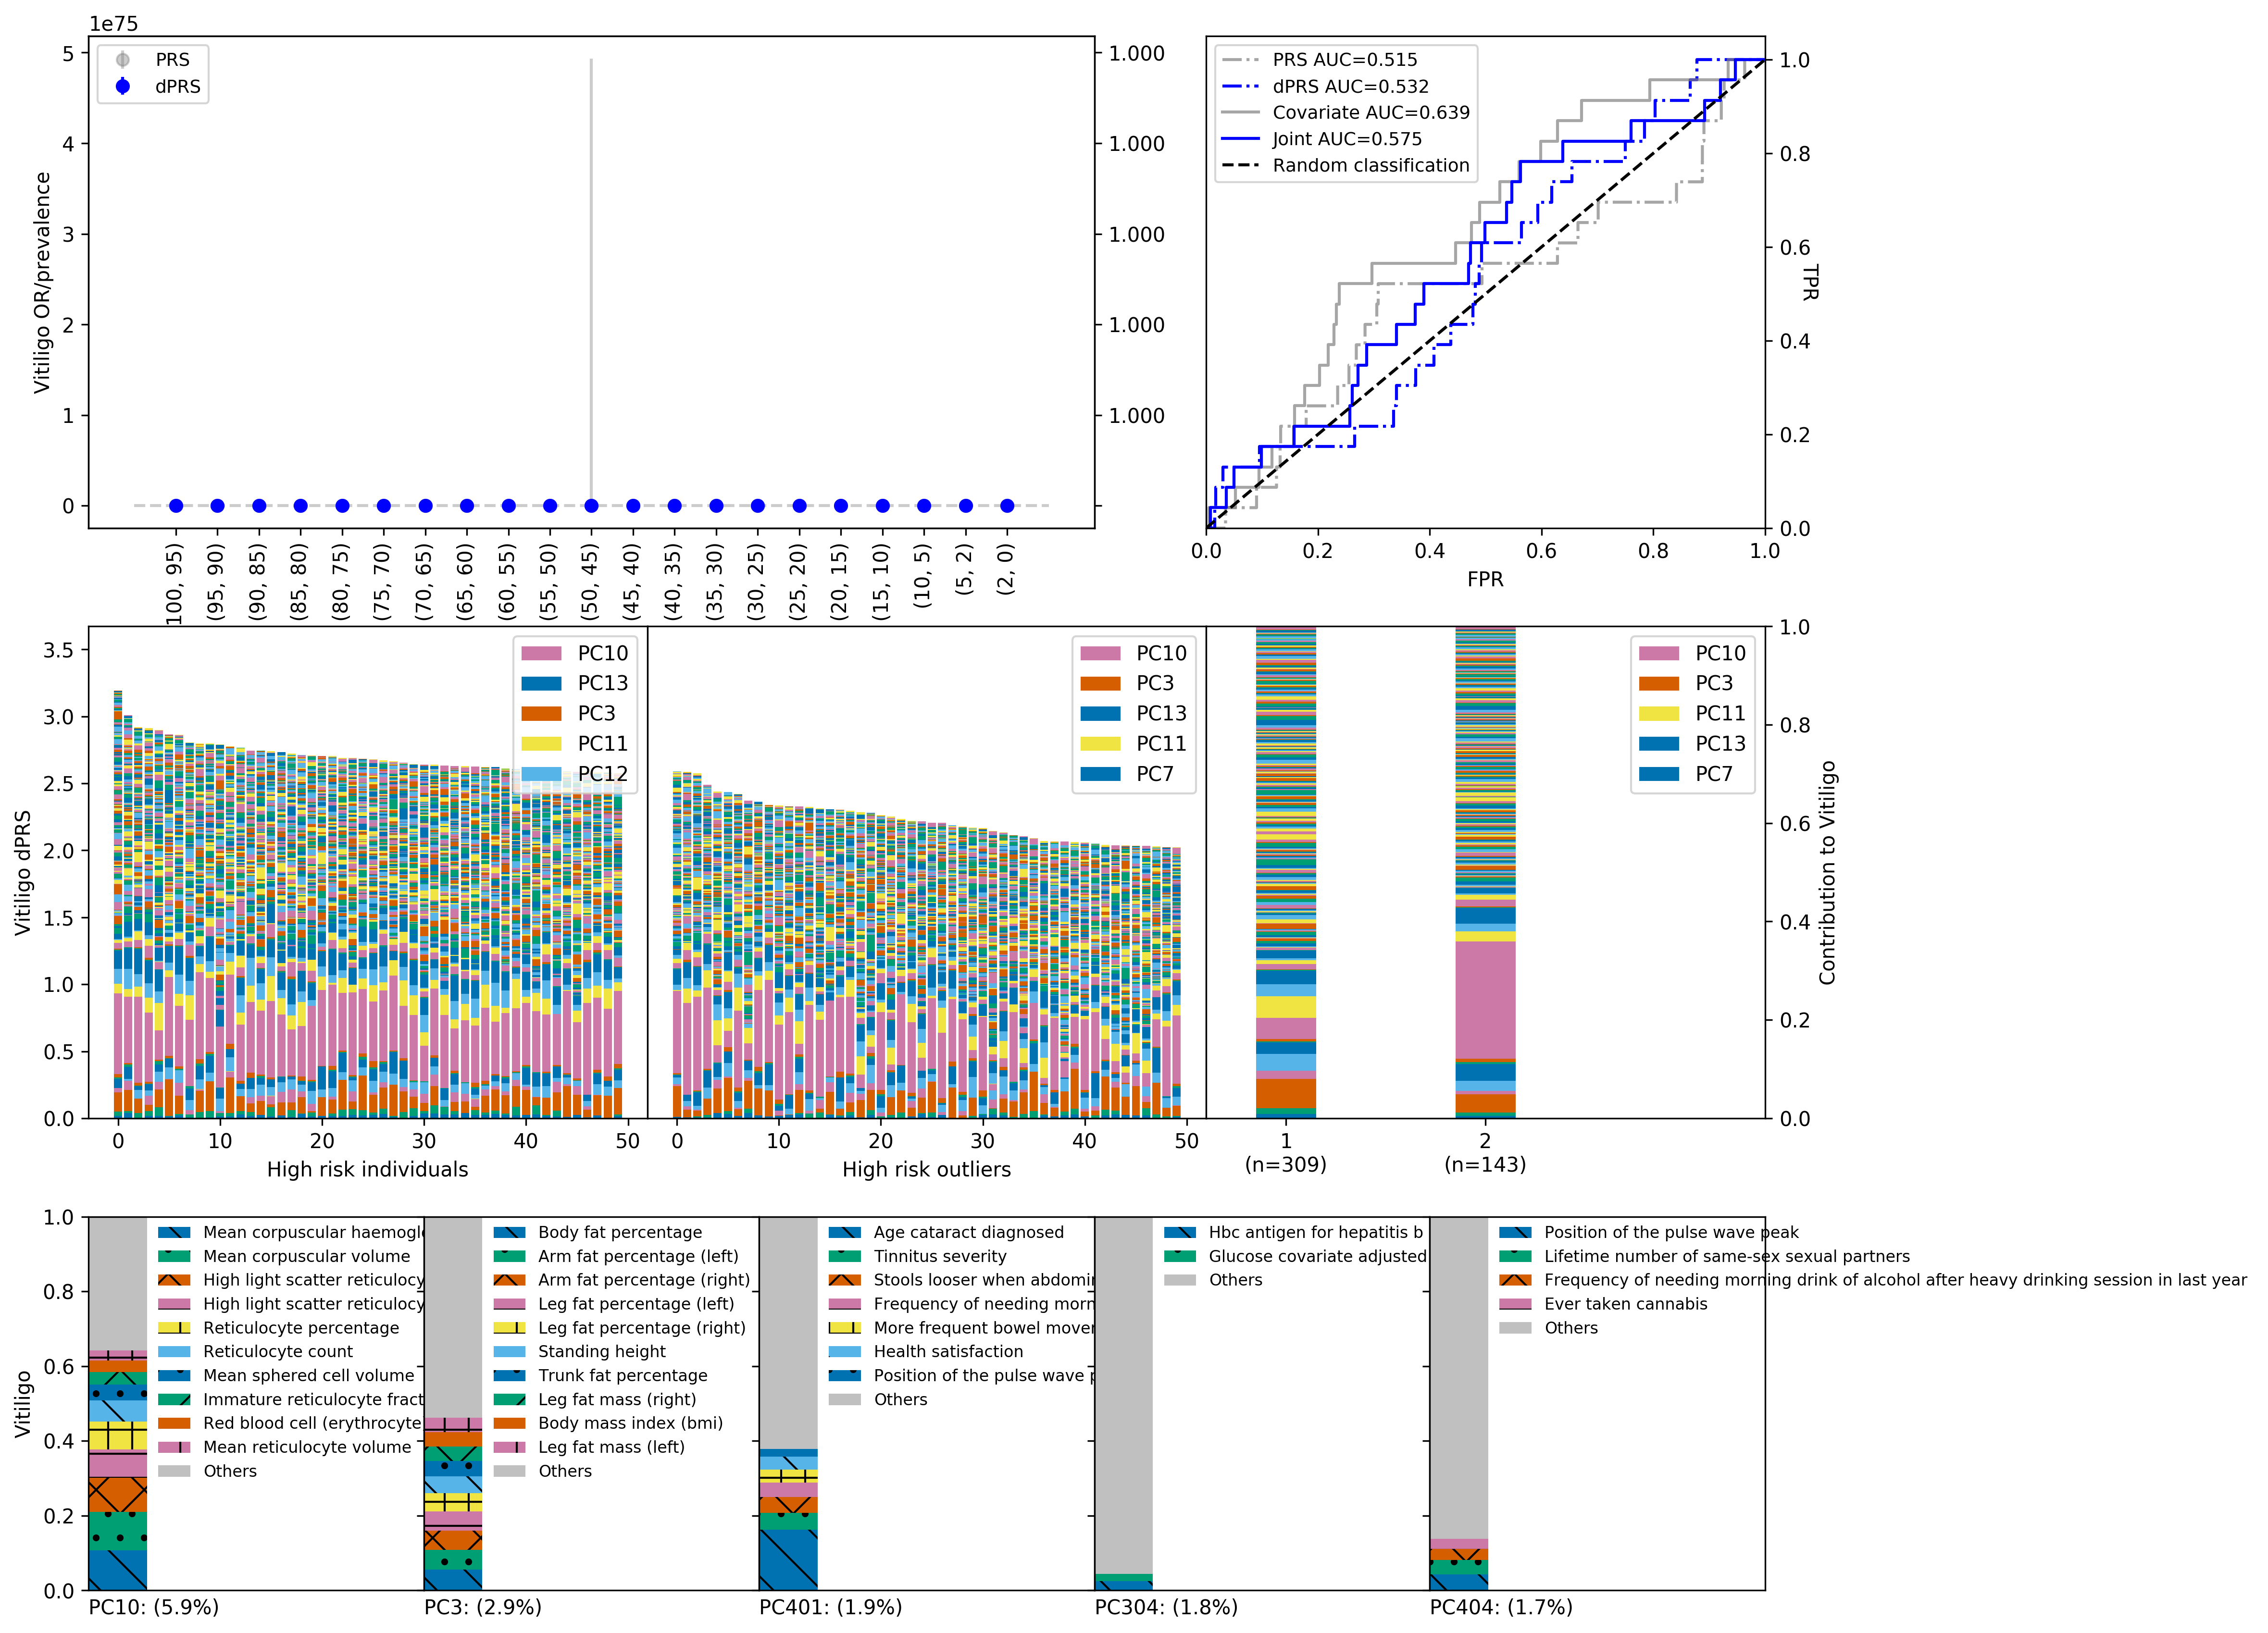 1e75
5
4
3
2
1
0
Vitiligo OR/prevalence
PRS
dPRS
1.000
1.000
1.000
1.000
1.000
100, 95)
(95, 90)
(90, 85)
(85, 80)
(80, 75)
(75, 70)
(70, 65)
(65, 60)
(60, 55)
(55, 50)
(50, 45)
(45, 40)
(40, 35)
(35, 30)
(30, 25)
(25, 20)
(20, 15)
(15, 10)
(10, 5)
(5, 2)
(2, 0)
PRS AUC=0.515
dPRS AUC=0.532
Covariate AUC=0.639
Joint AUC=0.575
Random classification
1.0
0.8
0.6
0.4
0.2
0.0
TPR
0.0 0.2 0.4 0.6 0.8 1.0
FPR
3.5
3.0
2.5
2.0
1.5
1.0
0.5
0.0
Vitiligo dPRS
PC10
PC13
PC3
PC11
PC12
0 10 20 30 40 50
High risk individuals
PC10
PC3
PC13
PC11
PC7
0 10 20 30 40 50
High risk outliers
PC10
PC3
PC11
PC13
PC7
1 2
(n=309) (n=143)
1.0
0.8
0.6
0.4
0.2
0.0
Contribution to Vitiligo
1.0
0.8
0.6
0.4
0.2
0.0
Vitiligo
Mean corpuscular haemogl
Mean corpuscular volume
High light scatter reticulocy
High light scatter reticulocy
Reticulocyte percentage
Reticulocyte count
Mean sphered cell volume
Immature reticulocyte fract
Red blood cell (erythrocyte
Mean reticulocyte volume
Others
PC10: (5.9%)
Body fat percentage
Arm fat percentage (left)
Arm fat percentage (right)
Leg fat percentage (left)
Leg fat percentage (right)
Standing height
Trunk fat percentage
Leg fat mass (right)
Body mass index (bmi)
Leg fat mass (left)
Others
PC3: (2.9%)
Age cataract diagnosed
Tinnitus severity
Stools looser when abdomin
Frequency of needing morn
More frequent bowel mover
Health satisfaction
Position of the pulse wave p
Others
PC401: (1.9%)
Hbc antigen for hepatitis b
Glucose covariate adjusted
Others
PC304: (1.8%)
Position of the pulse wave peak
Lifetime number of same-sex sexual partners
Frequency of needing morning drink of alcohol after heavy drinking session in last year
Ever taken cannabis
Others
PC404: (1.7%)